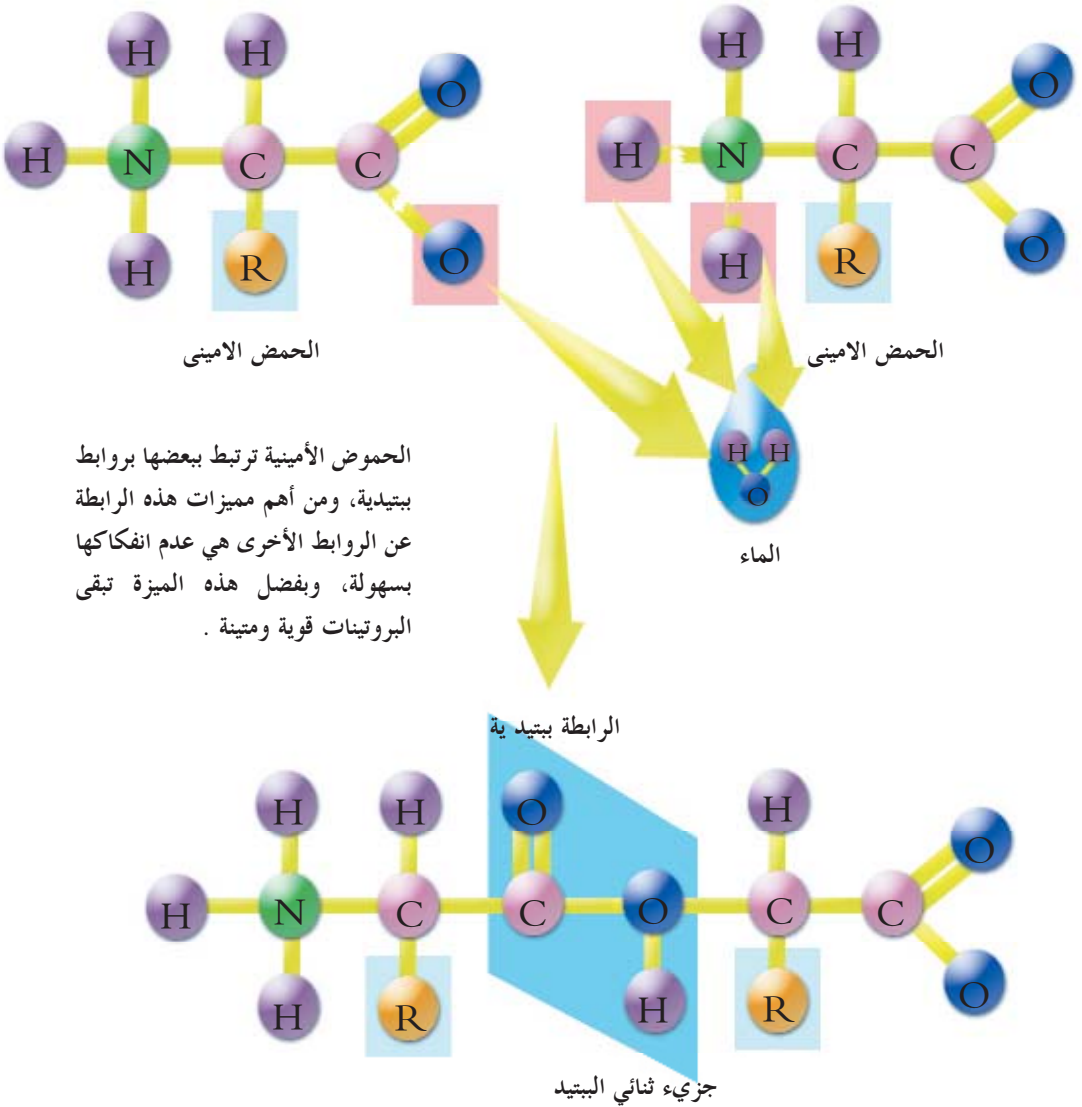 H H O H H
H N C C H N C C O
H R O H R O
الحمض الامينى
الحمض الامينى
H H
O
الماء
الحموض الأمينية ترتبط ببعضها بروابط
ببتيدية، ومن أهم مميزات هذه الرابطة
عن الروابط الأخرى هي عدم انفكاكها
بسهولة، وبفضل هذه الميزة تبقى
البروتينات قوية ومتينة .
الرابطة ببتيد ية
H H O H O
H N C C O C C
H R H R O
جزيء ثنائي الببتيد